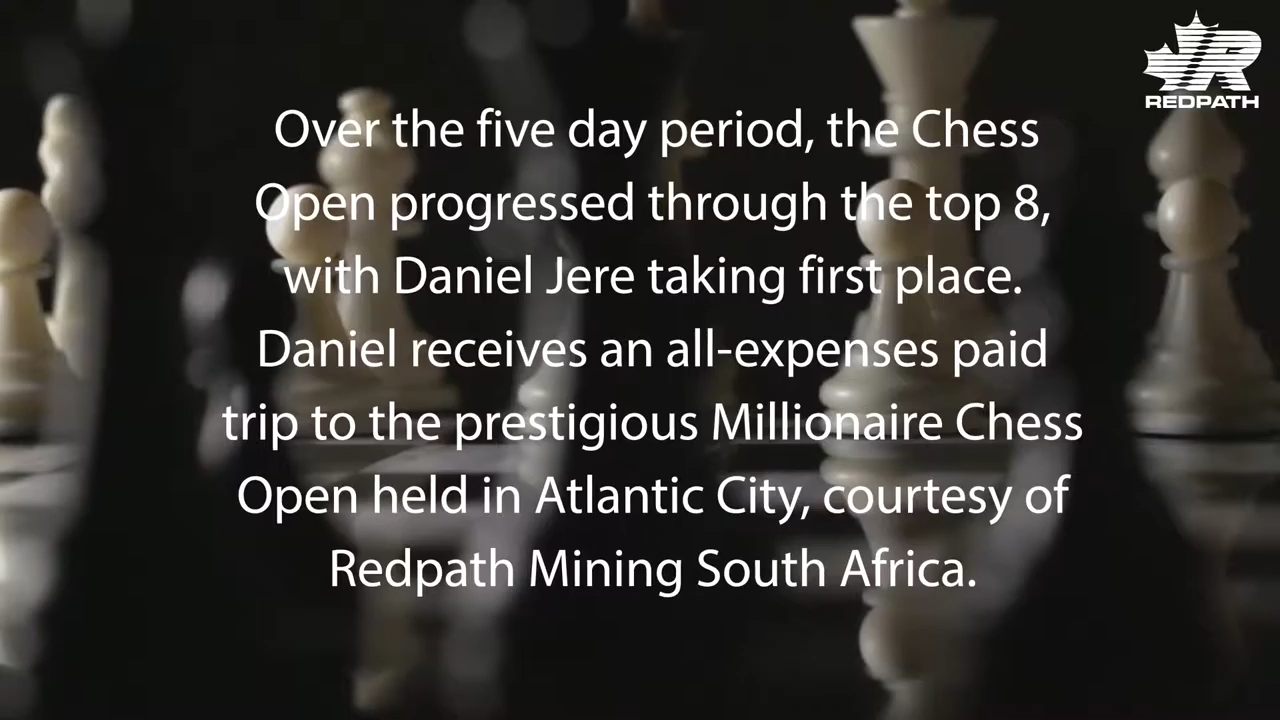 REDPATH
Over the five day period, the Chess
Open progressed through the top 8,
with Daniel Jere taking first place.
Daniel receives an all-expenses paid
trip to the prestigious Millionaire Chess
Open held in Atlantic City, courtesy of
Redpath Mining South Africa.